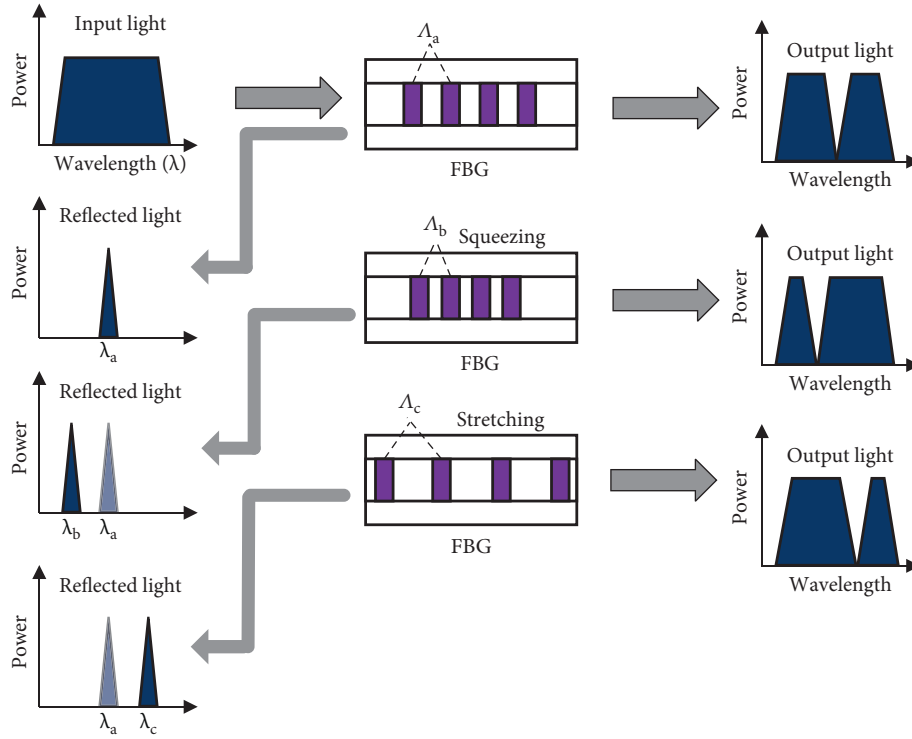 Input light
Power
Wavelength (λ)
Λa
FBG
Output light
Power
Wavelength
Reflected light
Power
λa
Λb
Squeezing
FBG
Output light
Power
Wavelength
Reflected light
Power
λb
λa
Λc
Stretching
FBG
Output light
Power
Wavelength
Reflected light
Power
λa
λc